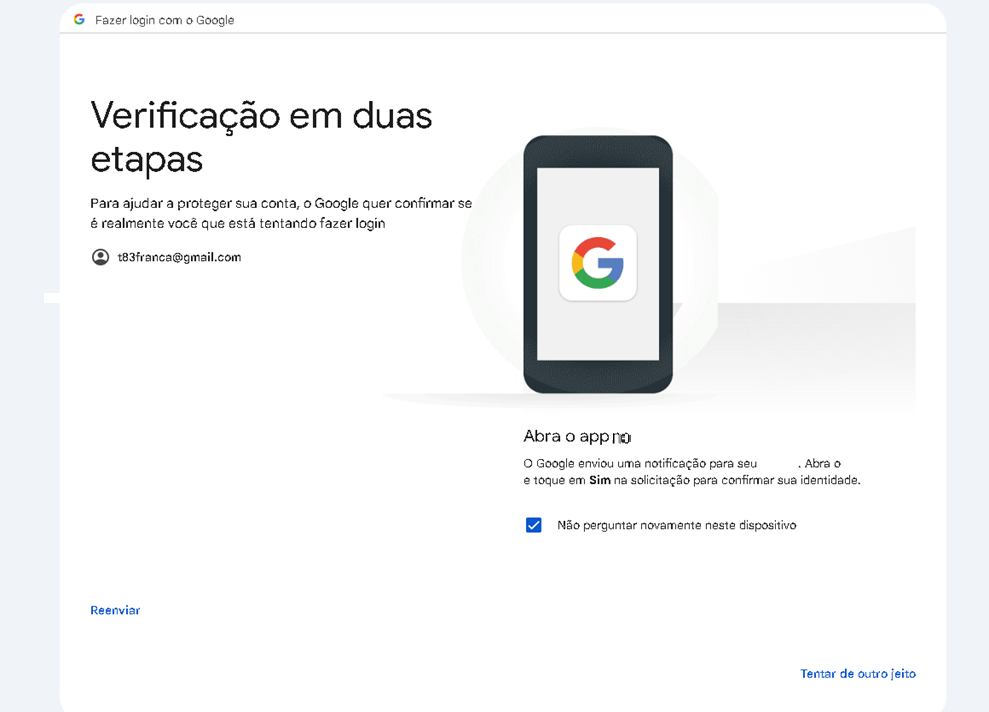 Fazer login com o Google
Verificação em duas
etapas
Para ajudar a proteger sua conta, o Google quer confirmar se
é realmente você que está tentando fazer login
t83franca@gmail.com
Abra o app
O Google enviou uma notificação para seu . Abra o
e toque em Sim na solicitação para confirmar sua identidade.
Não perguntar novamente neste dispositivo
Reenviar
Tentar de outro jeito